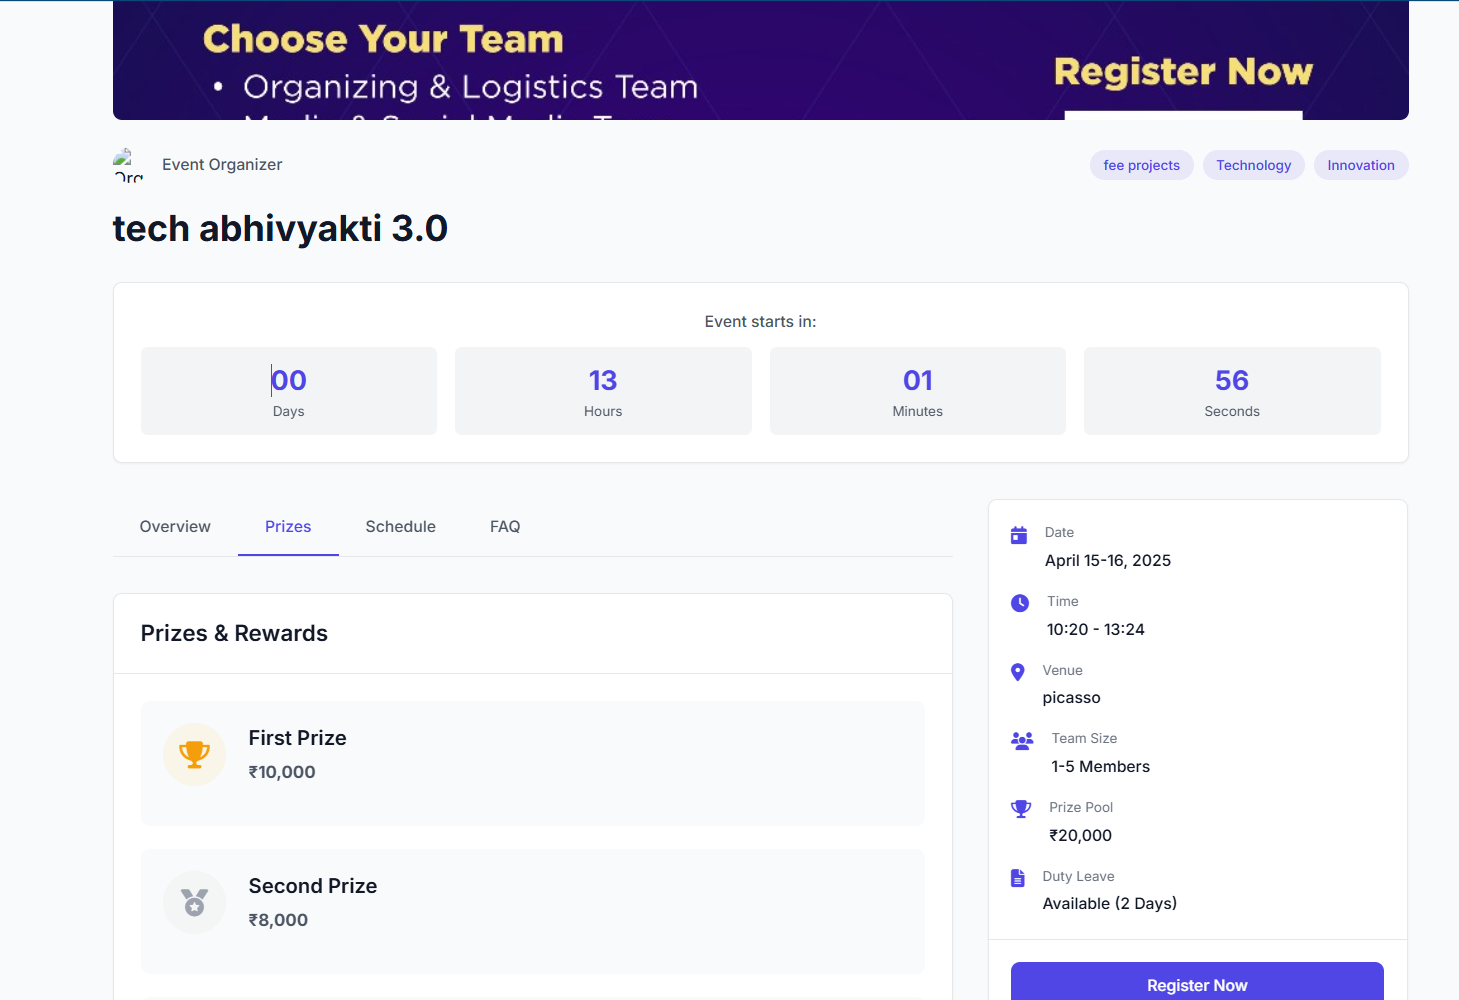 Choose Your Team
• Organizing & Logistics Team
Register Now
Event Organizer
fee projects
Technology
Innovation
tech abhivyakti 3.0
Event starts in:
00
Days
13
Hours
01
Minutes
56
Seconds
Overview
Prizes
Schedule
FAQ
Prizes & Rewards
First Prize
₹10,000
Second Prize
₹8,000
Date
April 15-16, 2025
Time
10:20 - 13:24
Venue
picasso
Team Size
1-5 Members
Prize Pool
₹20,000
Duty Leave
Available (2 Days)
Register Now